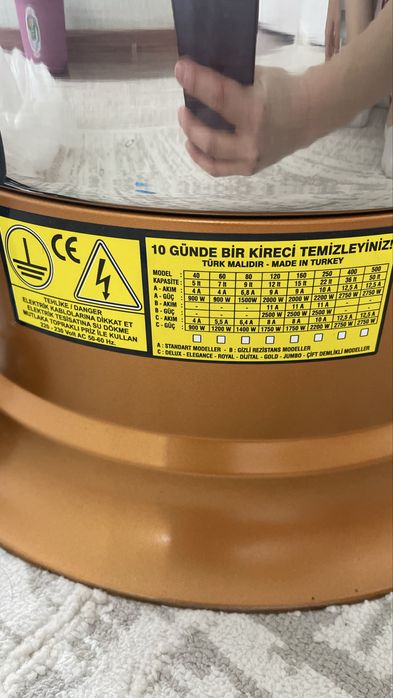 CE
TEHLİKE / DANGER
ELEKTRİK KABLOLARINA DİKKAT ET
ELEKTRİK TESİSATINA SU DÖKME
MUTLAKA TOPRAKLI PRİZ İLE KULLAN
220 - 230 Volt AC 50-60 Hz.
10 GÜNDE BİR KİRECİ TEMİZLEYİNİZ!
TÜRK MALIDIR - MADE IN TURKEY
MODEL : 40 60 80 120 160 250 400 500
KAPASİTE : 5 lt 7 lt 9 lt 12 lt 15 lt 22 lt 36 lt 50 lt
A - AKIM : 4 A 4 A 6,8 A 9 A 9 A 10 A 12,5 A 12,5 A
A - GÜÇ : 900 W 900 W 1500W 2000 W 2000 W 2200 W 2750 W 2750 W
B - AKIM : - - - 11 A 11 A 11 A - -
B - GÜÇ : - - - 2500 W 2500 W 2500 W - -
C - AKIM : 4 A 5,5 A 6,4 A 8 A 8 A 10 A 12,5 A 12,5 A
C - GÜÇ : 900 W 1200 W 1400 W 1750 W 1750 W 2200 W 2750 W 2750 W
A : STANDART MODELLER - B : GİZLİ REZİSTANS MODELLER
C : DELUX - ELEGANCE - ROYAL - DİJİTAL - GOLD - JUMBO - ÇİFT DEMLİKLİ MODELLER